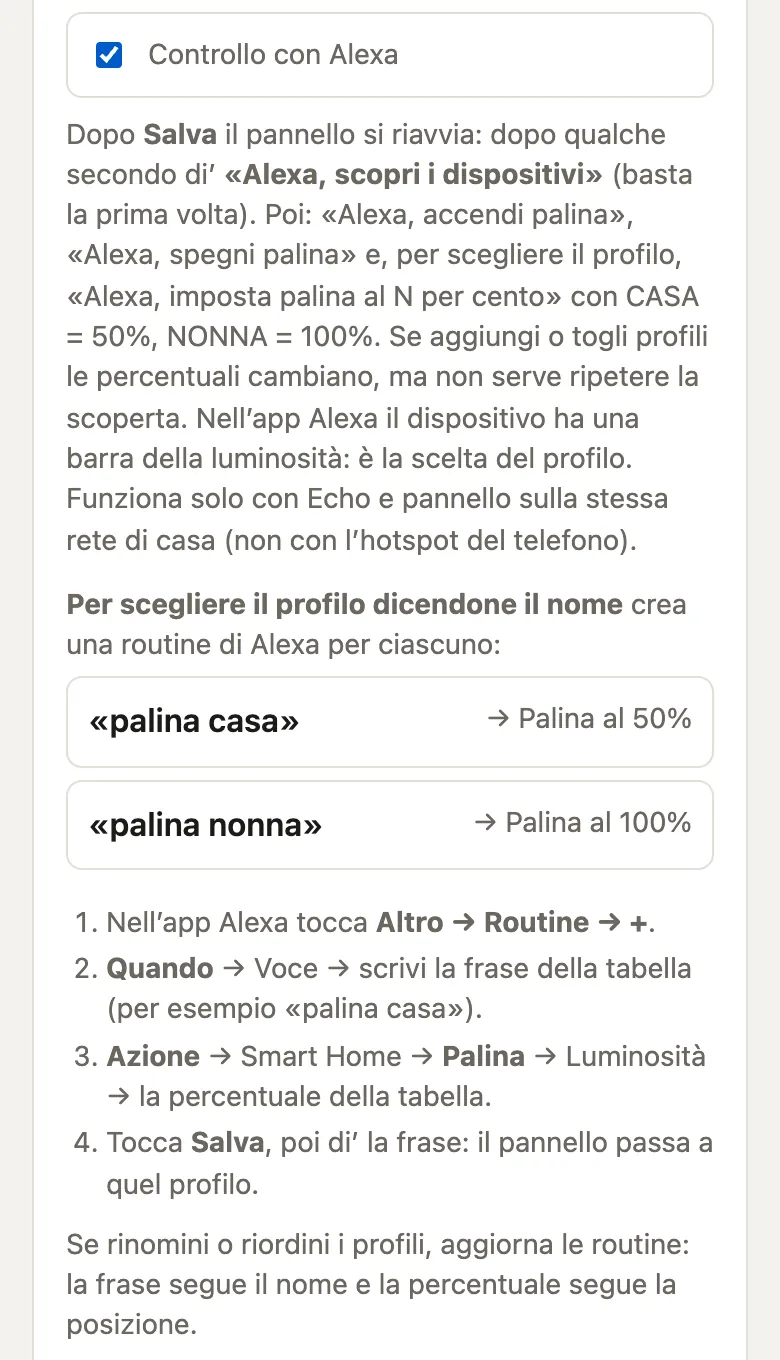 Controllo con Alexa
Dopo Salva il pannello si riavvia: dopo qualche
secondo di’ «Alexa, scopri i dispositivi» (basta
la prima volta). Poi: «Alexa, accendi palina»,
«Alexa, spegni palina» e, per scegliere il profilo,
«Alexa, imposta palina al N per cento» con CASA
= 50%, NONNA = 100%. Se aggiungi o togli profili
le percentuali cambiano, ma non serve ripetere la
scoperta. Nell’app Alexa il dispositivo ha una
barra della luminosità: è la scelta del profilo.
Funziona solo con Echo e pannello sulla stessa
rete di casa (non con l’hotspot del telefono).
Per scegliere il profilo dicendone il nome crea
una routine di Alexa per ciascuno:
«palina casa» → Palina al 50%
«palina nonna» → Palina al 100%
1. Nell’app Alexa tocca Altro → Routine → +.
2. Quando → Voce → scrivi la frase della tabella
(per esempio «palina casa»).
3. Azione → Smart Home → Palina → Luminosità
→ la percentuale della tabella.
4. Tocca Salva, poi di’ la frase: il pannello passa a
quel profilo.
Se rinomini o riordini i profili, aggiorna le routine:
la frase segue il nome e la percentuale segue la
posizione.